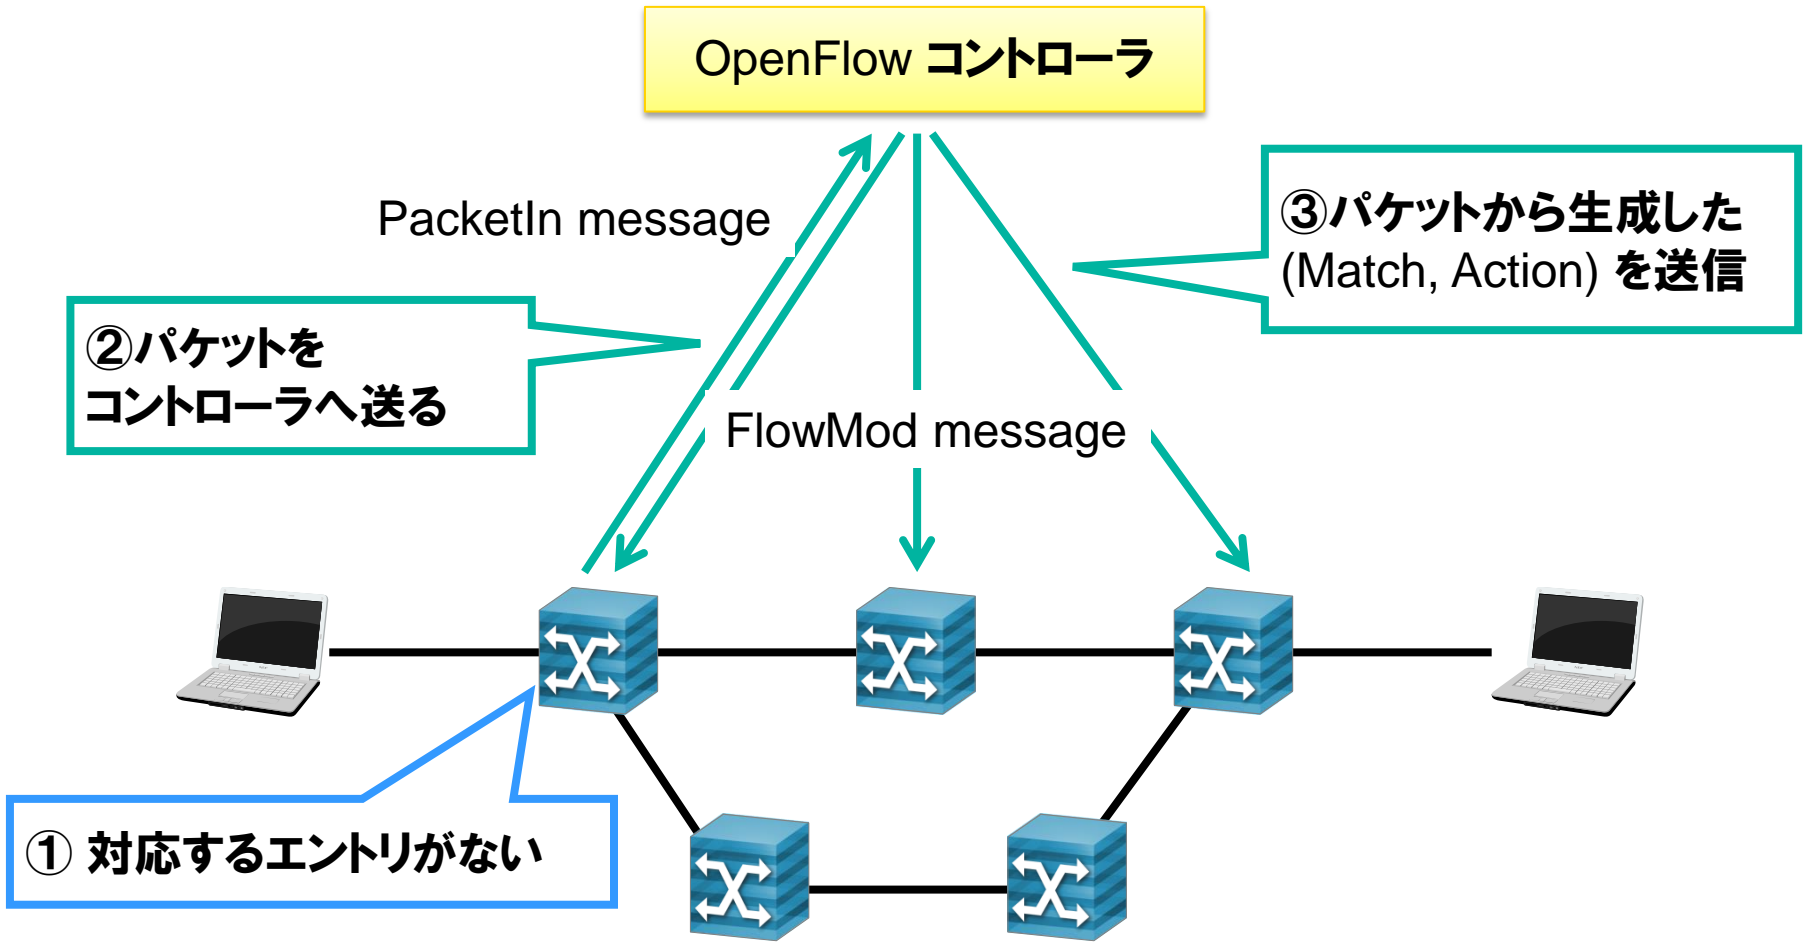 OpenFlow コントローラ
PacketIn message
③パケットから生成した
(Match, Action) を送信
②パケットを
コントローラへ送る
FlowMod message
① 対応するエントリがない